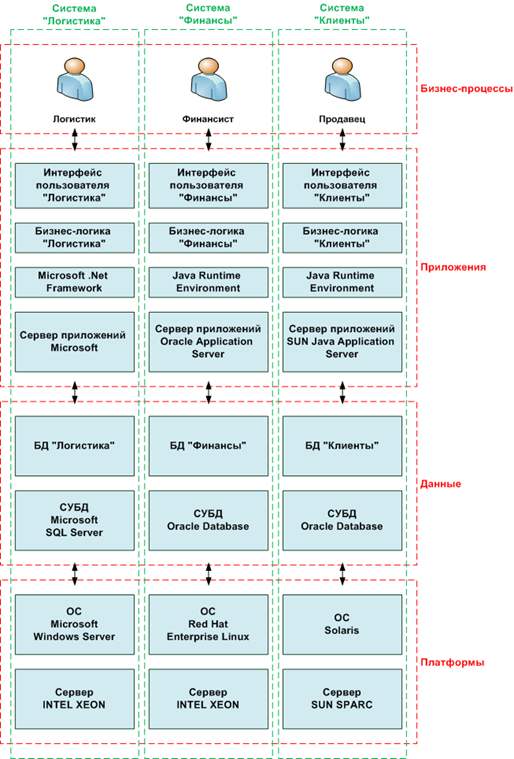 Система
"Логистика"
Система
"Финансы"
Система
"Клиенты"
Логистик
Финансист
Продавец
Бизнес-процессы
Интерфейс
пользователя
"Логистика"
Интерфейс
пользователя
"Финансы"
Интерфейс
пользователя
"Клиенты"
Бизнес-логика
"Логистика"
Бизнес-логика
"Финансы"
Бизнес-логика
"Клиенты"
Приложения
Microsoft .Net
Framework
Java Runtime
Environment
Java Runtime
Environment
Сервер приложений
Microsoft
Сервер приложений
Oracle Application
Server
Сервер приложений
SUN Java Application
Server
БД "Логистика"
БД "Финансы"
БД "Клиенты"
Данные
СУБД
Microsoft
SQL Server
СУБД
Oracle Database
СУБД
Oracle Database
ОС
Microsoft
Windows Server
ОС
Red Hat
Enterprise Linux
ОС
Solaris
Платформы
Сервер
INTEL XEON
Сервер
INTEL XEON
Сервер
SUN SPARC